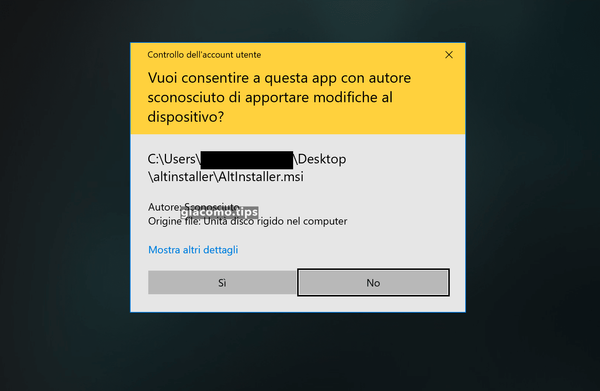 Controllo dell'account utente
Vuoi consentire a questa app con autore
sconosciuto di apportare modifiche al
dispositivo?
C:\Users\ \Desktop
\altinstaller\AltInstaller.msi
Autore: Sconosciuto
giacomo.tips
Origine file: Unità disco rigido nel computer
Mostra altri dettagli
Sì
No